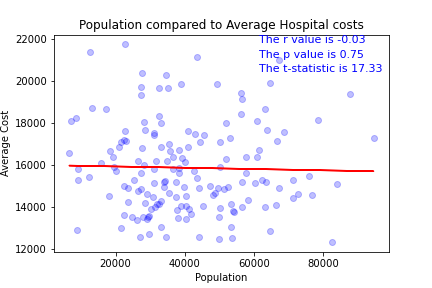 Population compared to Average Hospital costs
The r value is -0.03
The p value is 0.75
The t-statistic is 17.33
22000
20000
18000
16000
14000
12000
Average Cost
20000 40000 60000 80000
Population